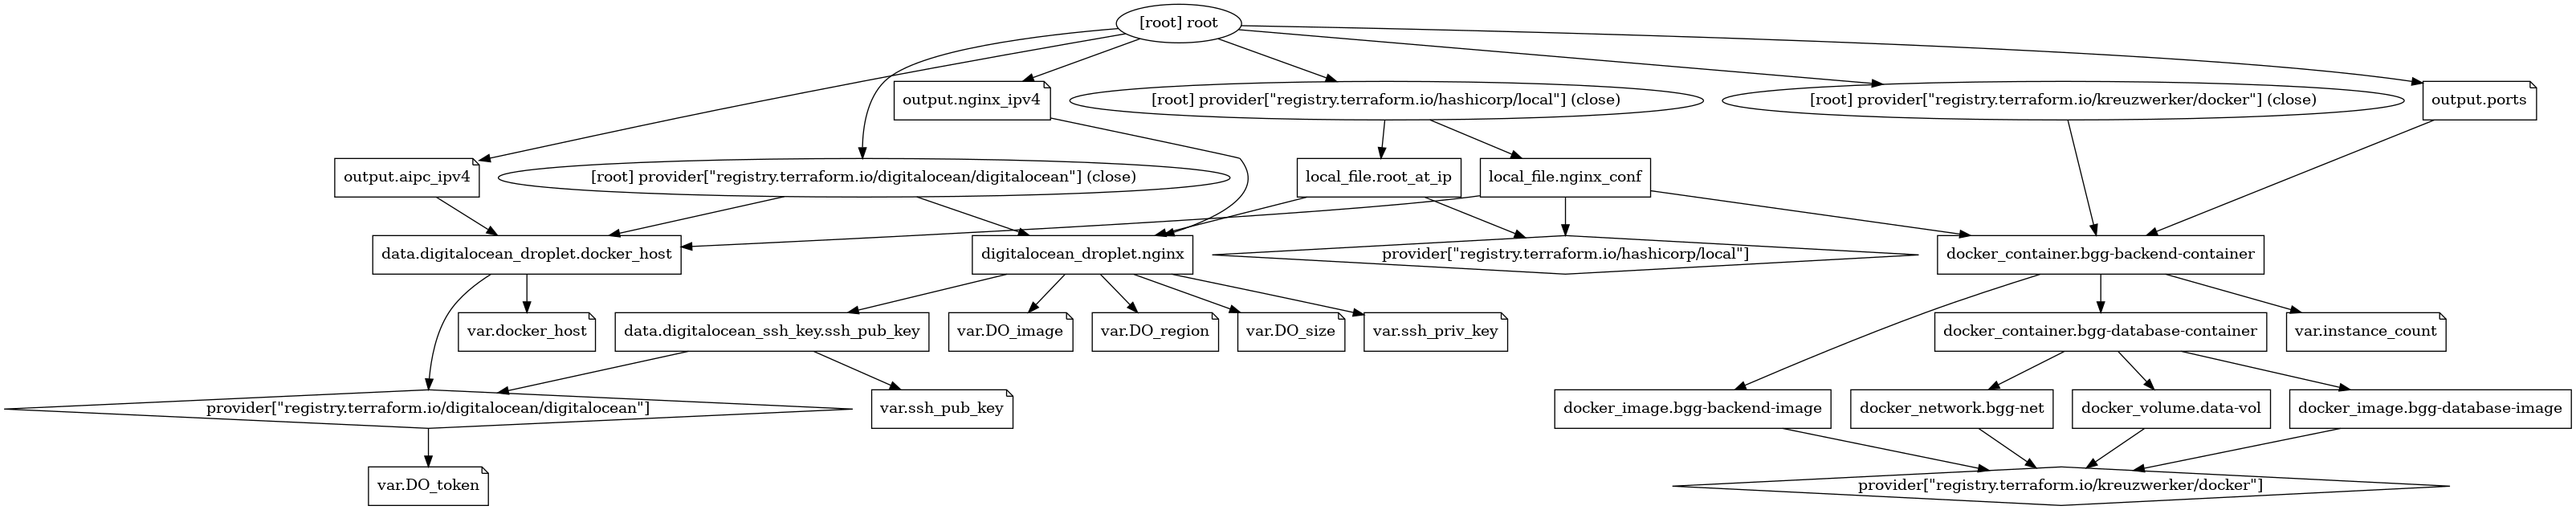 [root] root
output.nginx_ipv4
[root] provider["registry.terraform.io/hashicorp/local"] (close)
[root] provider["registry.terraform.io/kreuzwerker/docker"] (close)
output.ports
output.aipc_ipv4
[root] provider["registry.terraform.io/digitalocean/digitalocean"] (close)
local_file.root_at_ip
local_file.nginx_conf
data.digitalocean_droplet.docker_host
digitalocean_droplet.nginx
provider["registry.terraform.io/hashicorp/local"]
docker_container.bgg-backend-container
var.docker_host
data.digitalocean_ssh_key.ssh_pub_key
var.DO_image
var.DO_region
var.DO_size
var.ssh_priv_key
docker_container.bgg-database-container
var.instance_count
provider["registry.terraform.io/digitalocean/digitalocean"]
var.ssh_pub_key
docker_image.bgg-backend-image
docker_network.bgg-net
docker_volume.data-vol
docker_image.bgg-database-image
var.DO_token
provider["registry.terraform.io/kreuzwerker/docker"]